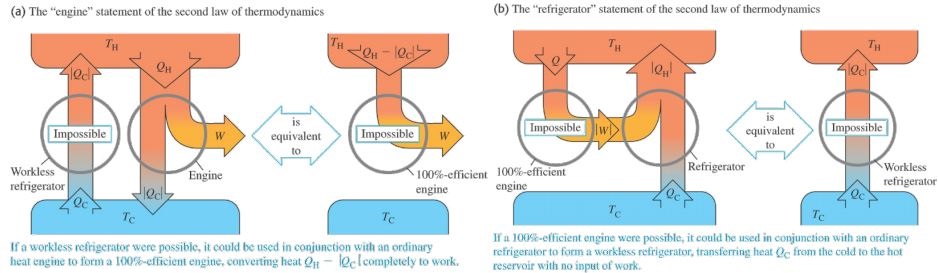 (a) The “engine” statement of the second law of thermodynamics
T_H
|Q_C|
Q_H
Impossible
W
Workless
refrigerator
Engine
Q_C
|Q_C|
T_C
is
equivalent
to
T_H
Q_H − |Q_C|
Impossible
W
100%-efficient
engine
T_C
If a workless refrigerator were possible, it could be used in conjunction with an ordinary
heat engine to form a 100%-efficient engine, converting heat Q_H − |Q_C| completely to work.
(b) The “refrigerator” statement of the second law of thermodynamics
T_H
Q
|Q_H|
Impossible
|W|
100%-efficient
engine
Refrigerator
Q_C
T_C
is
equivalent
to
T_H
|Q_C|
Impossible
Workless
refrigerator
Q_C
T_C
If a 100%-efficient engine were possible, it could be used in conjunction with an ordinary
refrigerator to form a workless refrigerator, transferring heat Q_C from the cold to the hot
reservoir with no input of work.